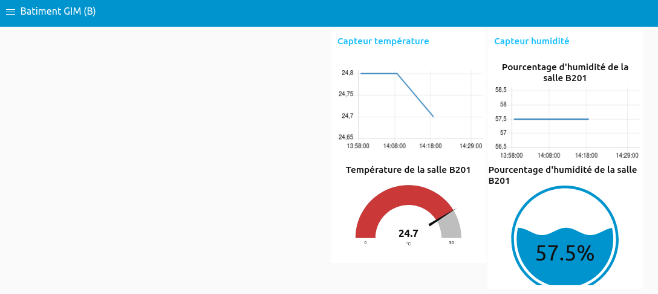 Batiment GIM (B)
Capteur température
24,8
24,75
24,7
24,65
13:58:00 14:08:00 14:18:00 14:29:00
Température de la salle B201
24.7
°C
0
Capteur humidité
Pourcentage d'humidité de la
salle B201
58,5
58
57,5
57
56,5
13:58:00 14:08:00 14:18:00 14:29:00
Pourcentage d'humidité de la salle
B201
57.5%